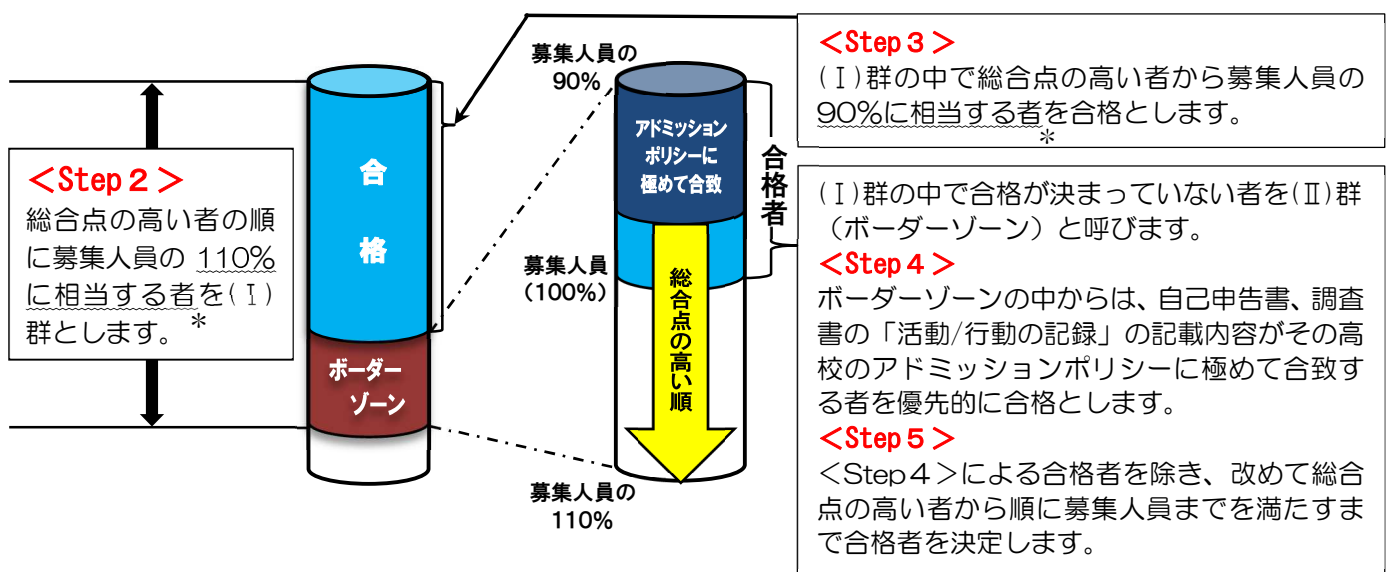 <Step２>
総合点の高い者の順
に募集人員の 110%
に相当する者を(Ⅰ)
群とします。*
合
格
ボーダー
ゾーン
募集人員の
90%
募集人員
(100%)
募集人員の
110%
アドミッション
ポリシーに
極めて合致
総合点の高い順
合格者
<Step３>
(Ⅰ)群の中で総合点の高い者から募集人員の
90%に相当する者を合格とします。
*
(Ⅰ)群の中で合格が決まっていない者を(Ⅱ)群
（ボーダーゾーン）と呼びます。
<Step４>
ボーダーゾーンの中からは、自己申告書、調査
書の「活動/行動の記録」の記載内容がその高
校のアドミッションポリシーに極めて合致す
る者を優先的に合格とします。
<Step５>
<Step４>による合格者を除き、改めて総合
点の高い者から順に募集人員までを満たすま
で合格者を決定します。